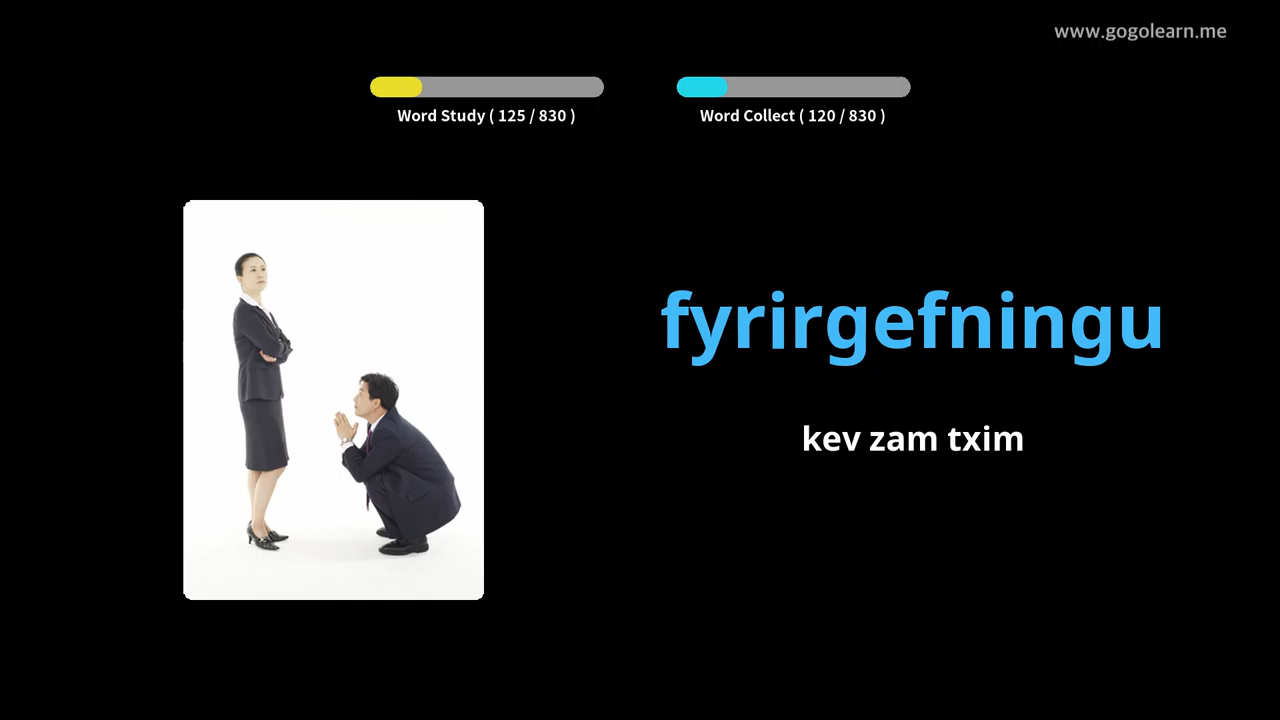 www.gogolearn.me
Word Study ( 125 / 830 )
Word Collect ( 120 / 830 )
fyrirgefningu
kev zam txim